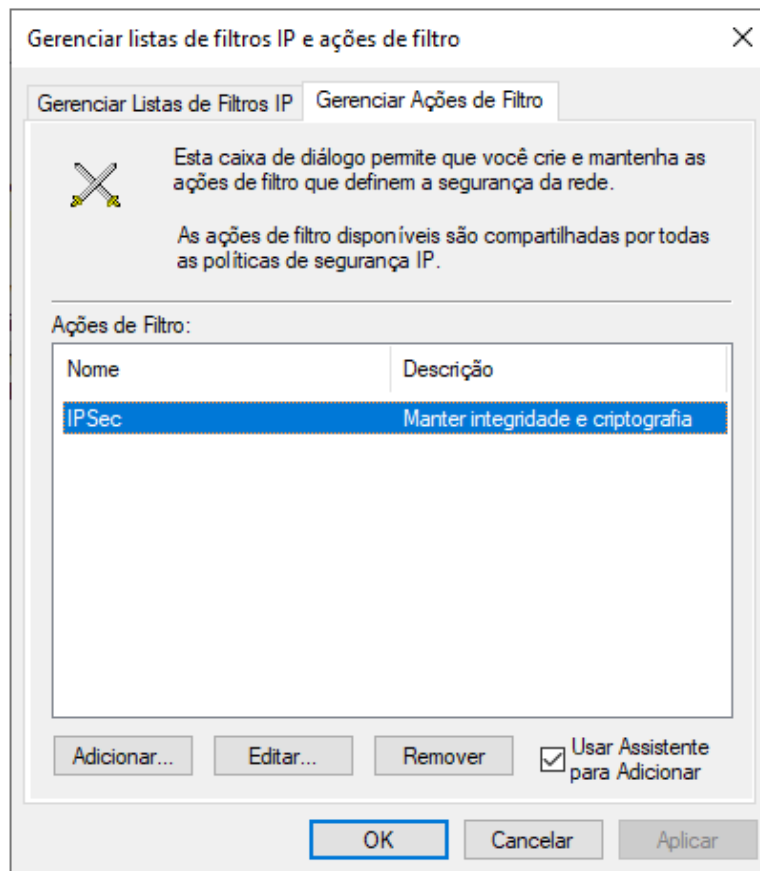 Gerenciar listas de filtros IP e ações de filtro
Gerenciar Listas de Filtros IP
Gerenciar Ações de Filtro
Esta caixa de diálogo permite que você crie e mantenha as
ações de filtro que definem a segurança da rede.
As ações de filtro disponíveis são compartilhadas por todas
as políticas de segurança IP.
Ações de Filtro:
Nome
Descrição
IPSec
Manter integridade e criptografia
Adicionar...
Editar...
Remover
Usar Assistente
para Adicionar
OK
Cancelar
Aplicar